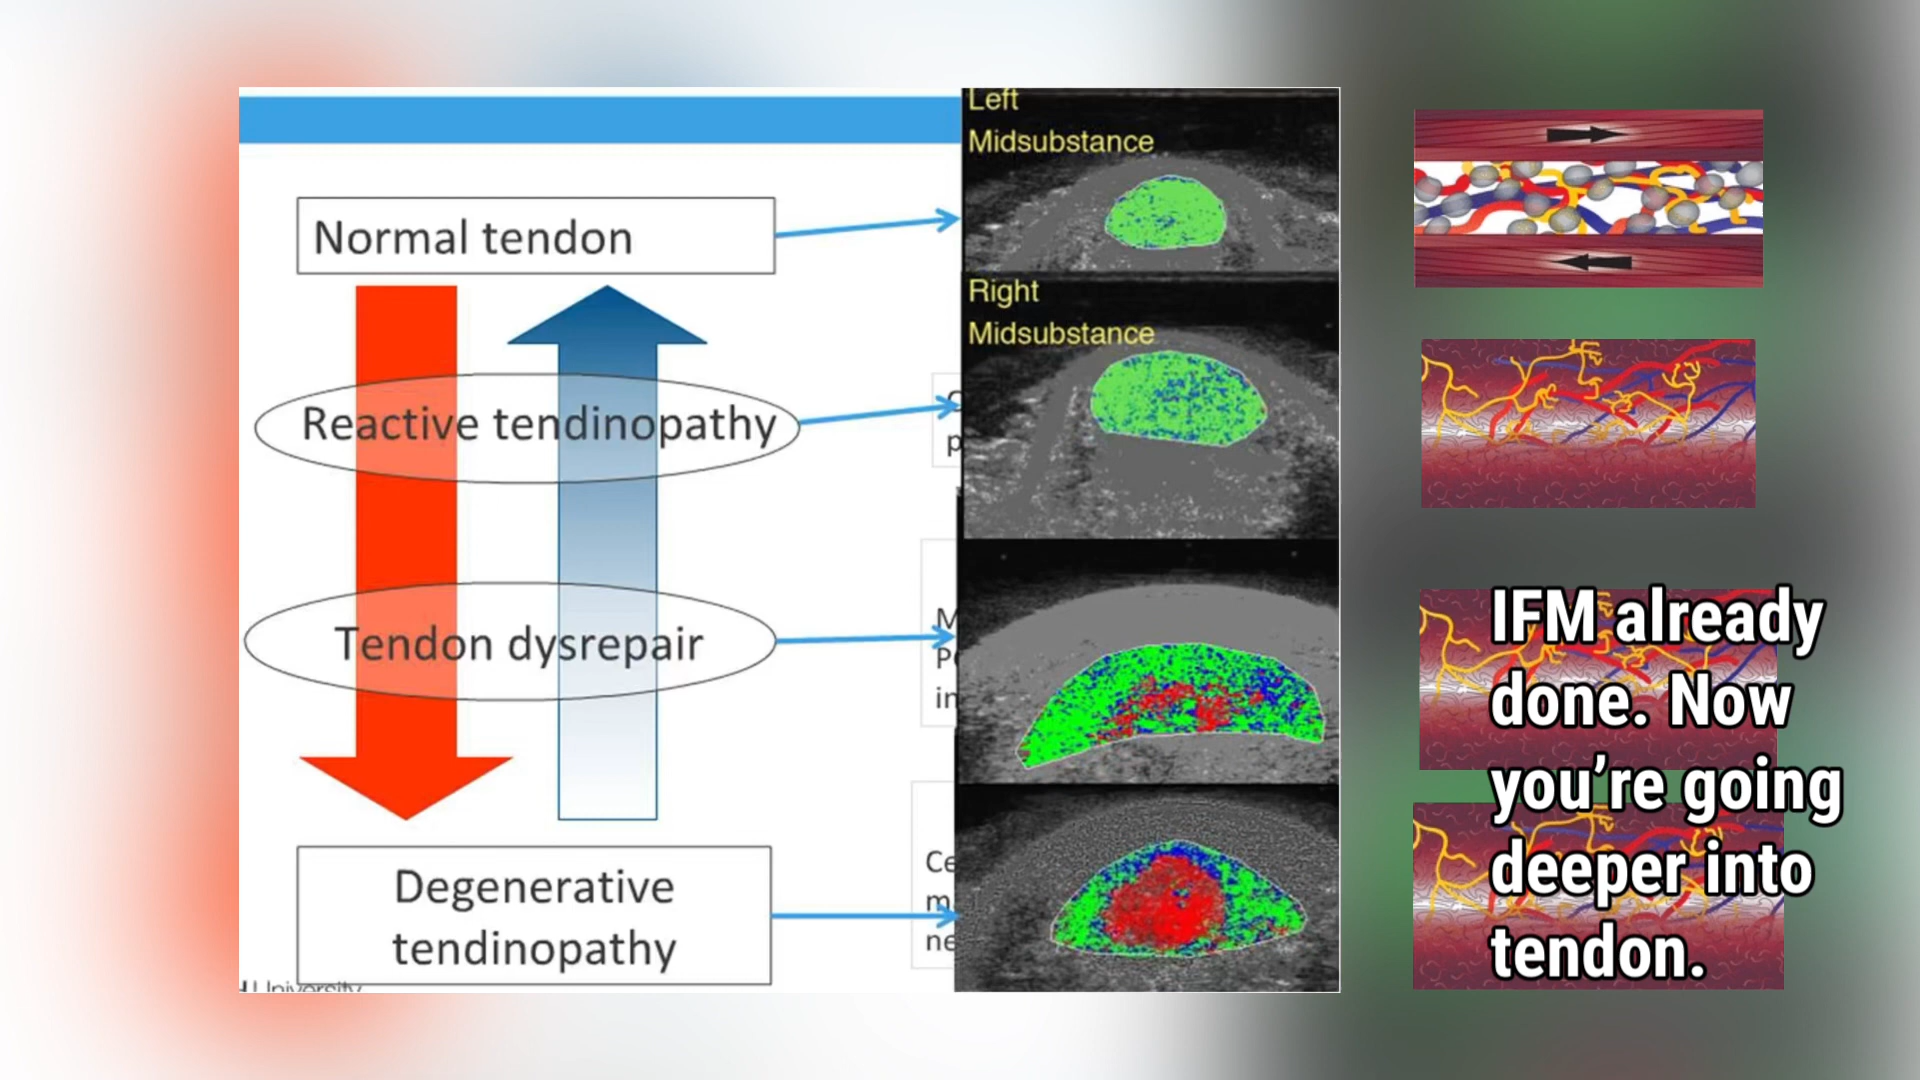 Left
Midsubstance
Normal tendon
Right
Midsubstance
Reactive tendinopathy
Tendon dysrepair
Degenerative
tendinopathy
University
IFM already
done. Now
you’re going
deeper into
tendon.